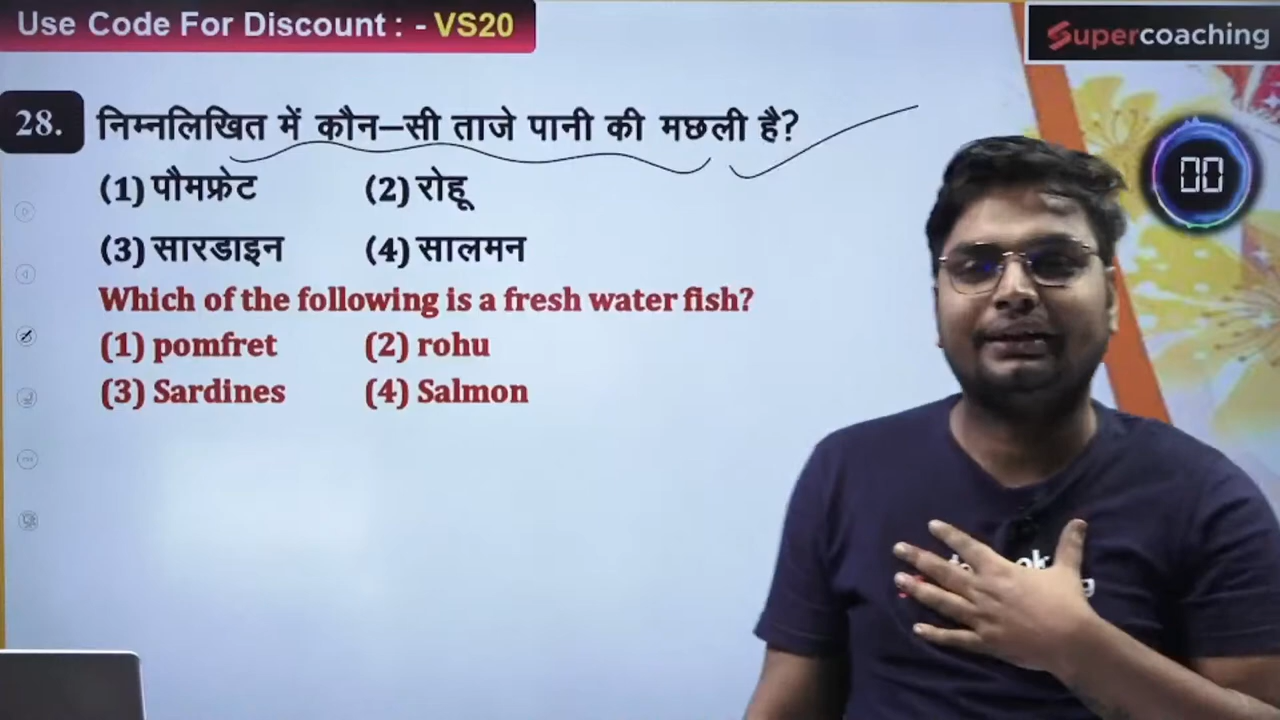 Use Code For Discount : - VS20
Supercoaching
28. निम्नलिखित में कौन–सी ताजे पानी की मछली है?
00
(1) पौमफ्रेट (2) रोहू
(3) सारडाइन (4) सालमन
Which of the following is a fresh water fish?
(1) pomfret (2) rohu
(3) Sardines (4) Salmon